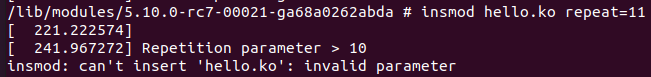 /lib/modules/5.10.0-rc7-00021-ga68a0262abda # insmod hello.ko repeat=11
[  221.222574]
[  241.967272] Repetition parameter > 10
insmod: can't insert 'hello.ko': invalid parameter